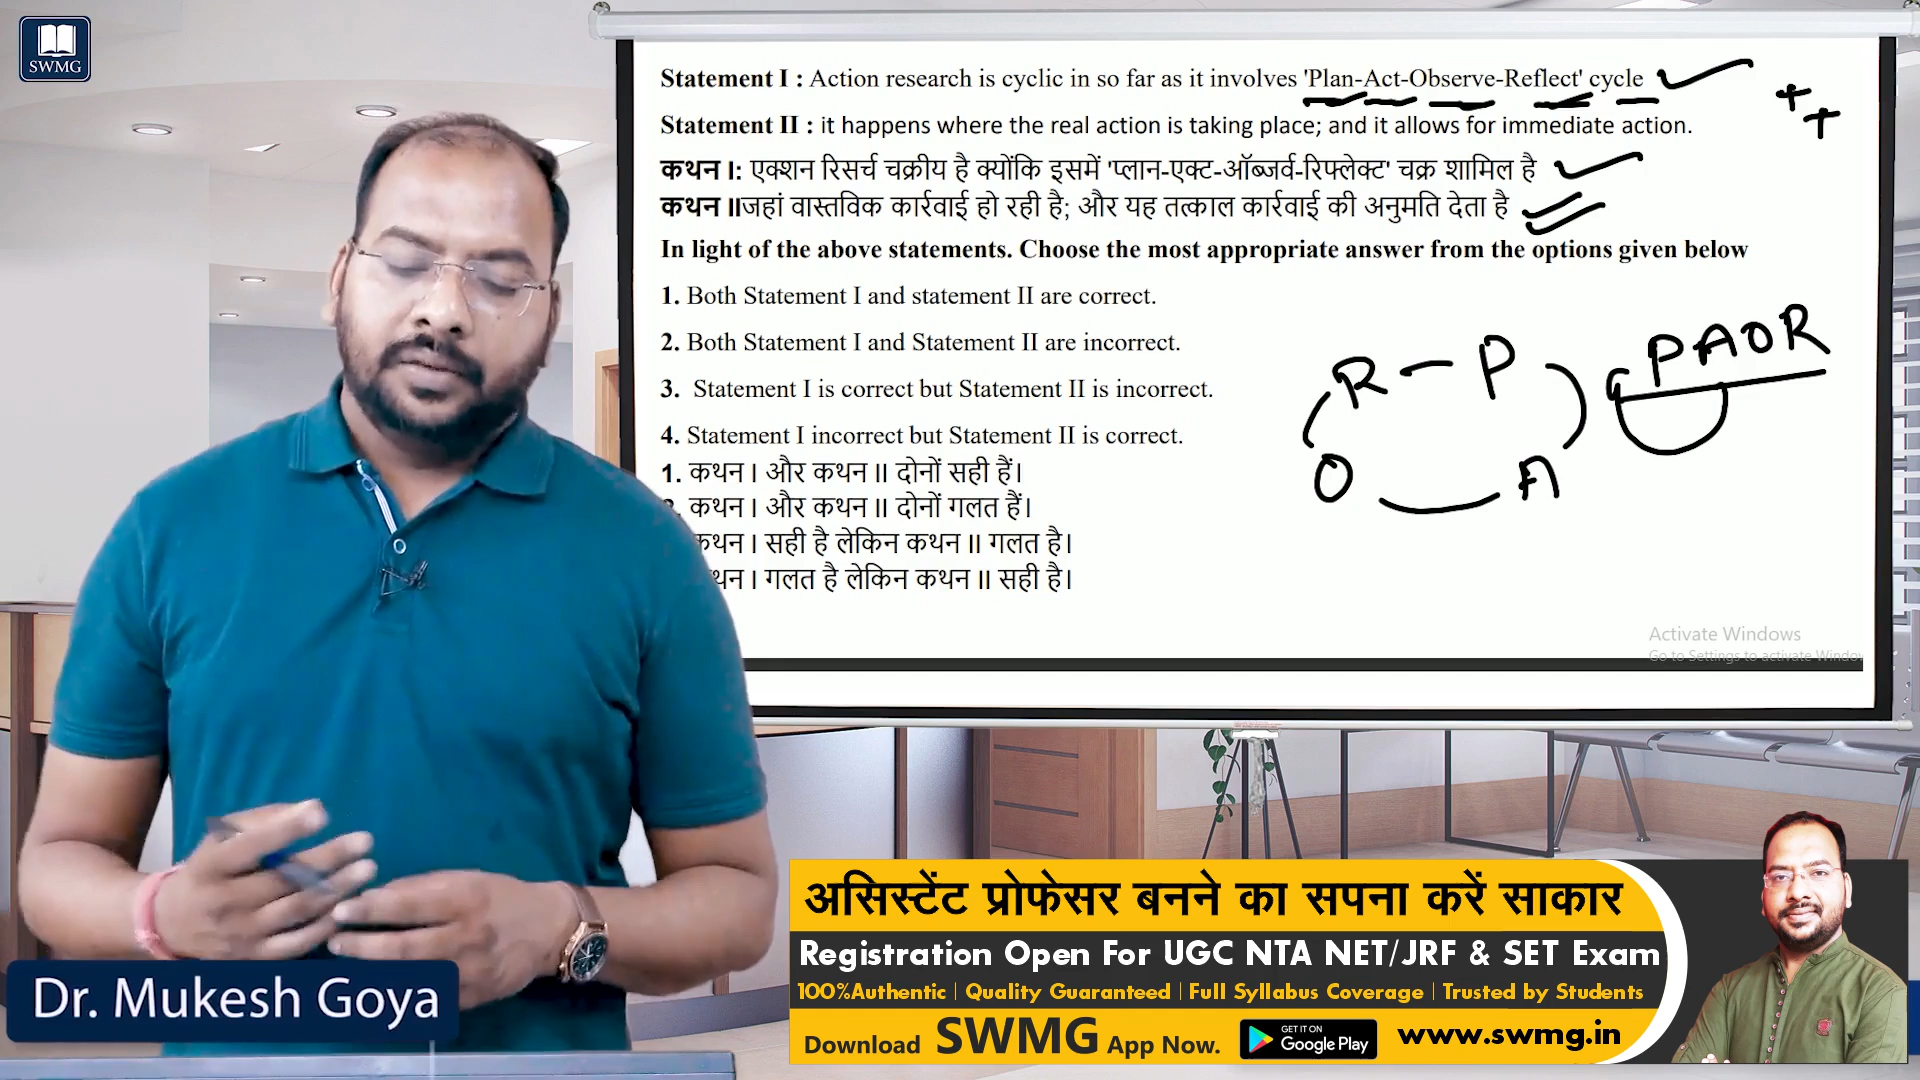 SWMG
Statement I : Action research is cyclic in so far as it involves 'Plan-Act-Observe-Reflect' cycle
Statement II : it happens where the real action is taking place; and it allows for immediate action.
कथन I: एक्शन रिसर्च चक्रीय है क्योंकि इसमें 'प्लान-एक्ट-ऑब्जर्व-रिफ्लेक्ट' चक्र शामिल है
कथन IIजहां वास्तविक कार्रवाई हो रही है; और यह तत्काल कार्रवाई की अनुमति देता है
In light of the above statements. Choose the most appropriate answer from the options given below
1. Both Statement I and statement II are correct.
2. Both Statement I and Statement II are incorrect.
3. Statement I is correct but Statement II is incorrect.
4. Statement I incorrect but Statement II is correct.
1. कथन I और कथन II दोनों सही हैं।
कथन I और कथन II दोनों गलत हैं।
कथन I सही है लेकिन कथन II गलत है।
I गलत है लेकिन कथन II सही है।
R - P
O A
PAOR
Activate Windows
Go to Settings to activate
Dr. Mukesh Goya
असिस्टेंट प्रोफेसर बनने का सपना करें साकार
Registration Open For UGC NTA NET/JRF & SET Exam
100%Authentic | Quality Guaranteed | Full Syllabus Coverage | Trusted by Students
Download SWMG App Now.
GET IT ON
Google Play
www.swmg.in